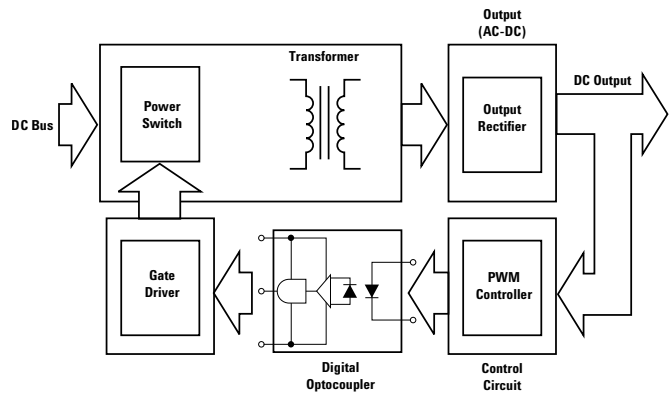 Output
(AC-DC)
Transformer
DC Output
Power
Switch
Output
Rectifier
DC Bus
Gate
Driver
PWM
Controller
Digital
Optocoupler
Control
Circuit